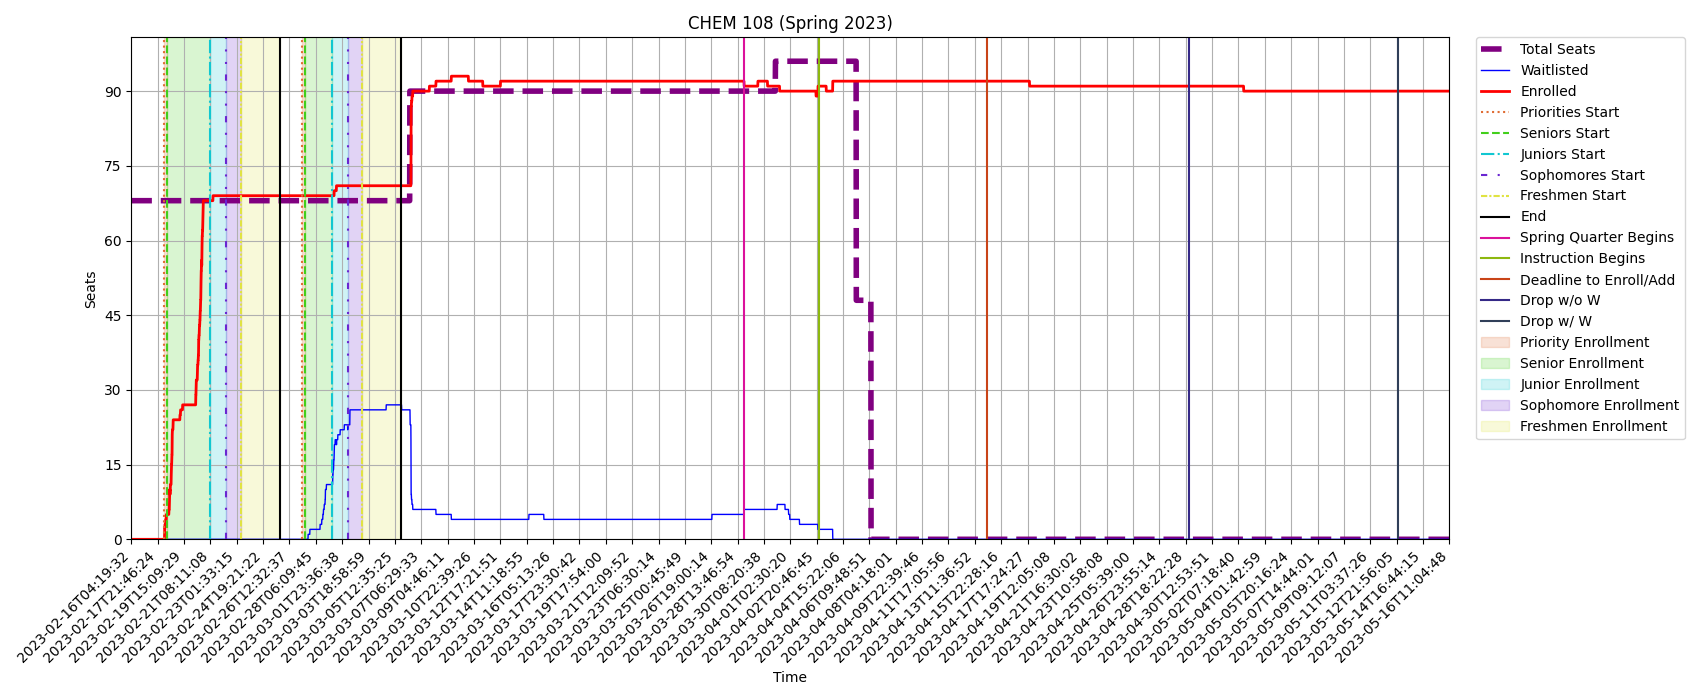 CHEM 108 (Spring 2023)
Seats
90
75
60
45
30
15
0
2023-02-16T04:19:32
2023-02-17T21:46:24
2023-02-19T15:09:29
2023-02-21T08:11:08
2023-02-23T01:33:15
2023-02-24T19:21:22
2023-02-26T12:32:37
2023-02-28T06:09:45
2023-03-01T23:36:38
2023-03-03T18:58:59
2023-03-05T12:35:25
2023-03-07T06:29:33
2023-03-09T04:46:11
2023-03-10T22:39:26
2023-03-12T17:21:51
2023-03-14T11:18:55
2023-03-16T05:13:26
2023-03-17T23:30:42
2023-03-19T17:54:00
2023-03-21T12:09:52
2023-03-23T06:30:14
2023-03-25T00:45:49
2023-03-26T19:00:14
2023-03-28T13:46:54
2023-03-30T08:20:38
2023-04-01T02:30:20
2023-04-02T20:46:45
2023-04-04T15:22:06
2023-04-06T09:48:51
2023-04-08T04:18:01
2023-04-09T22:39:46
2023-04-11T17:05:56
2023-04-13T11:36:52
2023-04-15T22:28:16
2023-04-17T17:24:27
2023-04-19T12:05:08
2023-04-21T16:30:02
2023-04-23T10:58:08
2023-04-25T05:39:00
2023-04-26T23:55:14
2023-04-28T18:22:28
2023-04-30T12:53:51
2023-05-02T07:18:40
2023-05-04T01:42:59
2023-05-05T20:16:24
2023-05-07T14:44:01
2023-05-09T09:12:07
2023-05-11T03:37:26
2023-05-12T21:56:05
2023-05-14T16:44:15
2023-05-16T11:04:48
Time
Total Seats
Waitlisted
Enrolled
Priorities Start
Seniors Start
Juniors Start
Sophomores Start
Freshmen Start
End
Spring Quarter Begins
Instruction Begins
Deadline to Enroll/Add
Drop w/o W
Drop w/ W
Priority Enrollment
Senior Enrollment
Junior Enrollment
Sophomore Enrollment
Freshmen Enrollment